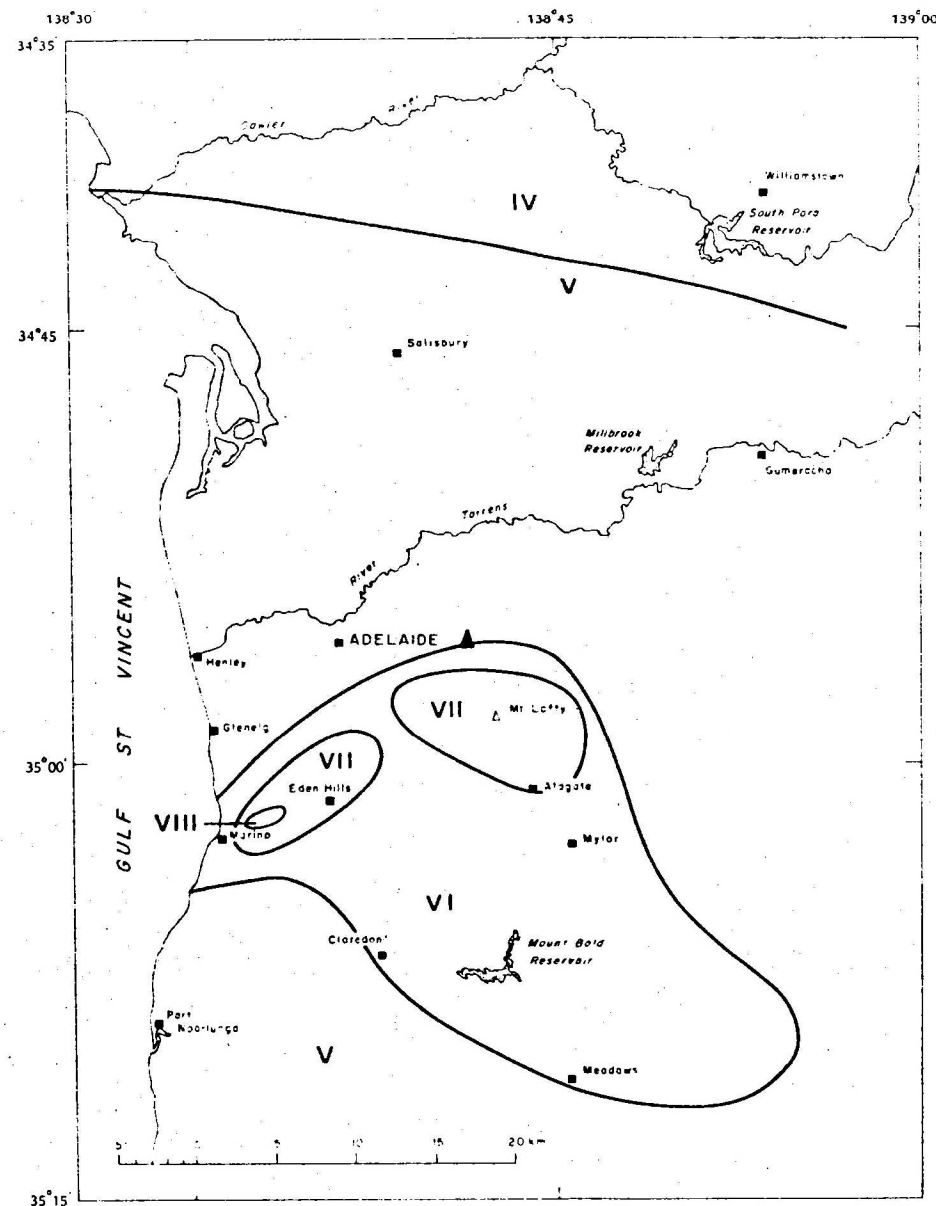 138°30'
138°45'
139°00'
34°35'
Gawler
River
Williamstown
IV
South Para
Reservoir
V
34°45'
Salisbury
Millbrook
Reservoir
Gumeracha
Torrens
River
ADELAIDE
Henley
GULF ST VINCENT
VII
Mt Lofty
Glenelg
VII
35°00'
Eden Hills
Aldgate
VIII
Marino
Mylor
VI
Claredon
Mount Bold
Reservoir
Port
Noarlunga
V
Meadows
5
0
5
10
15
20 km
35°15'